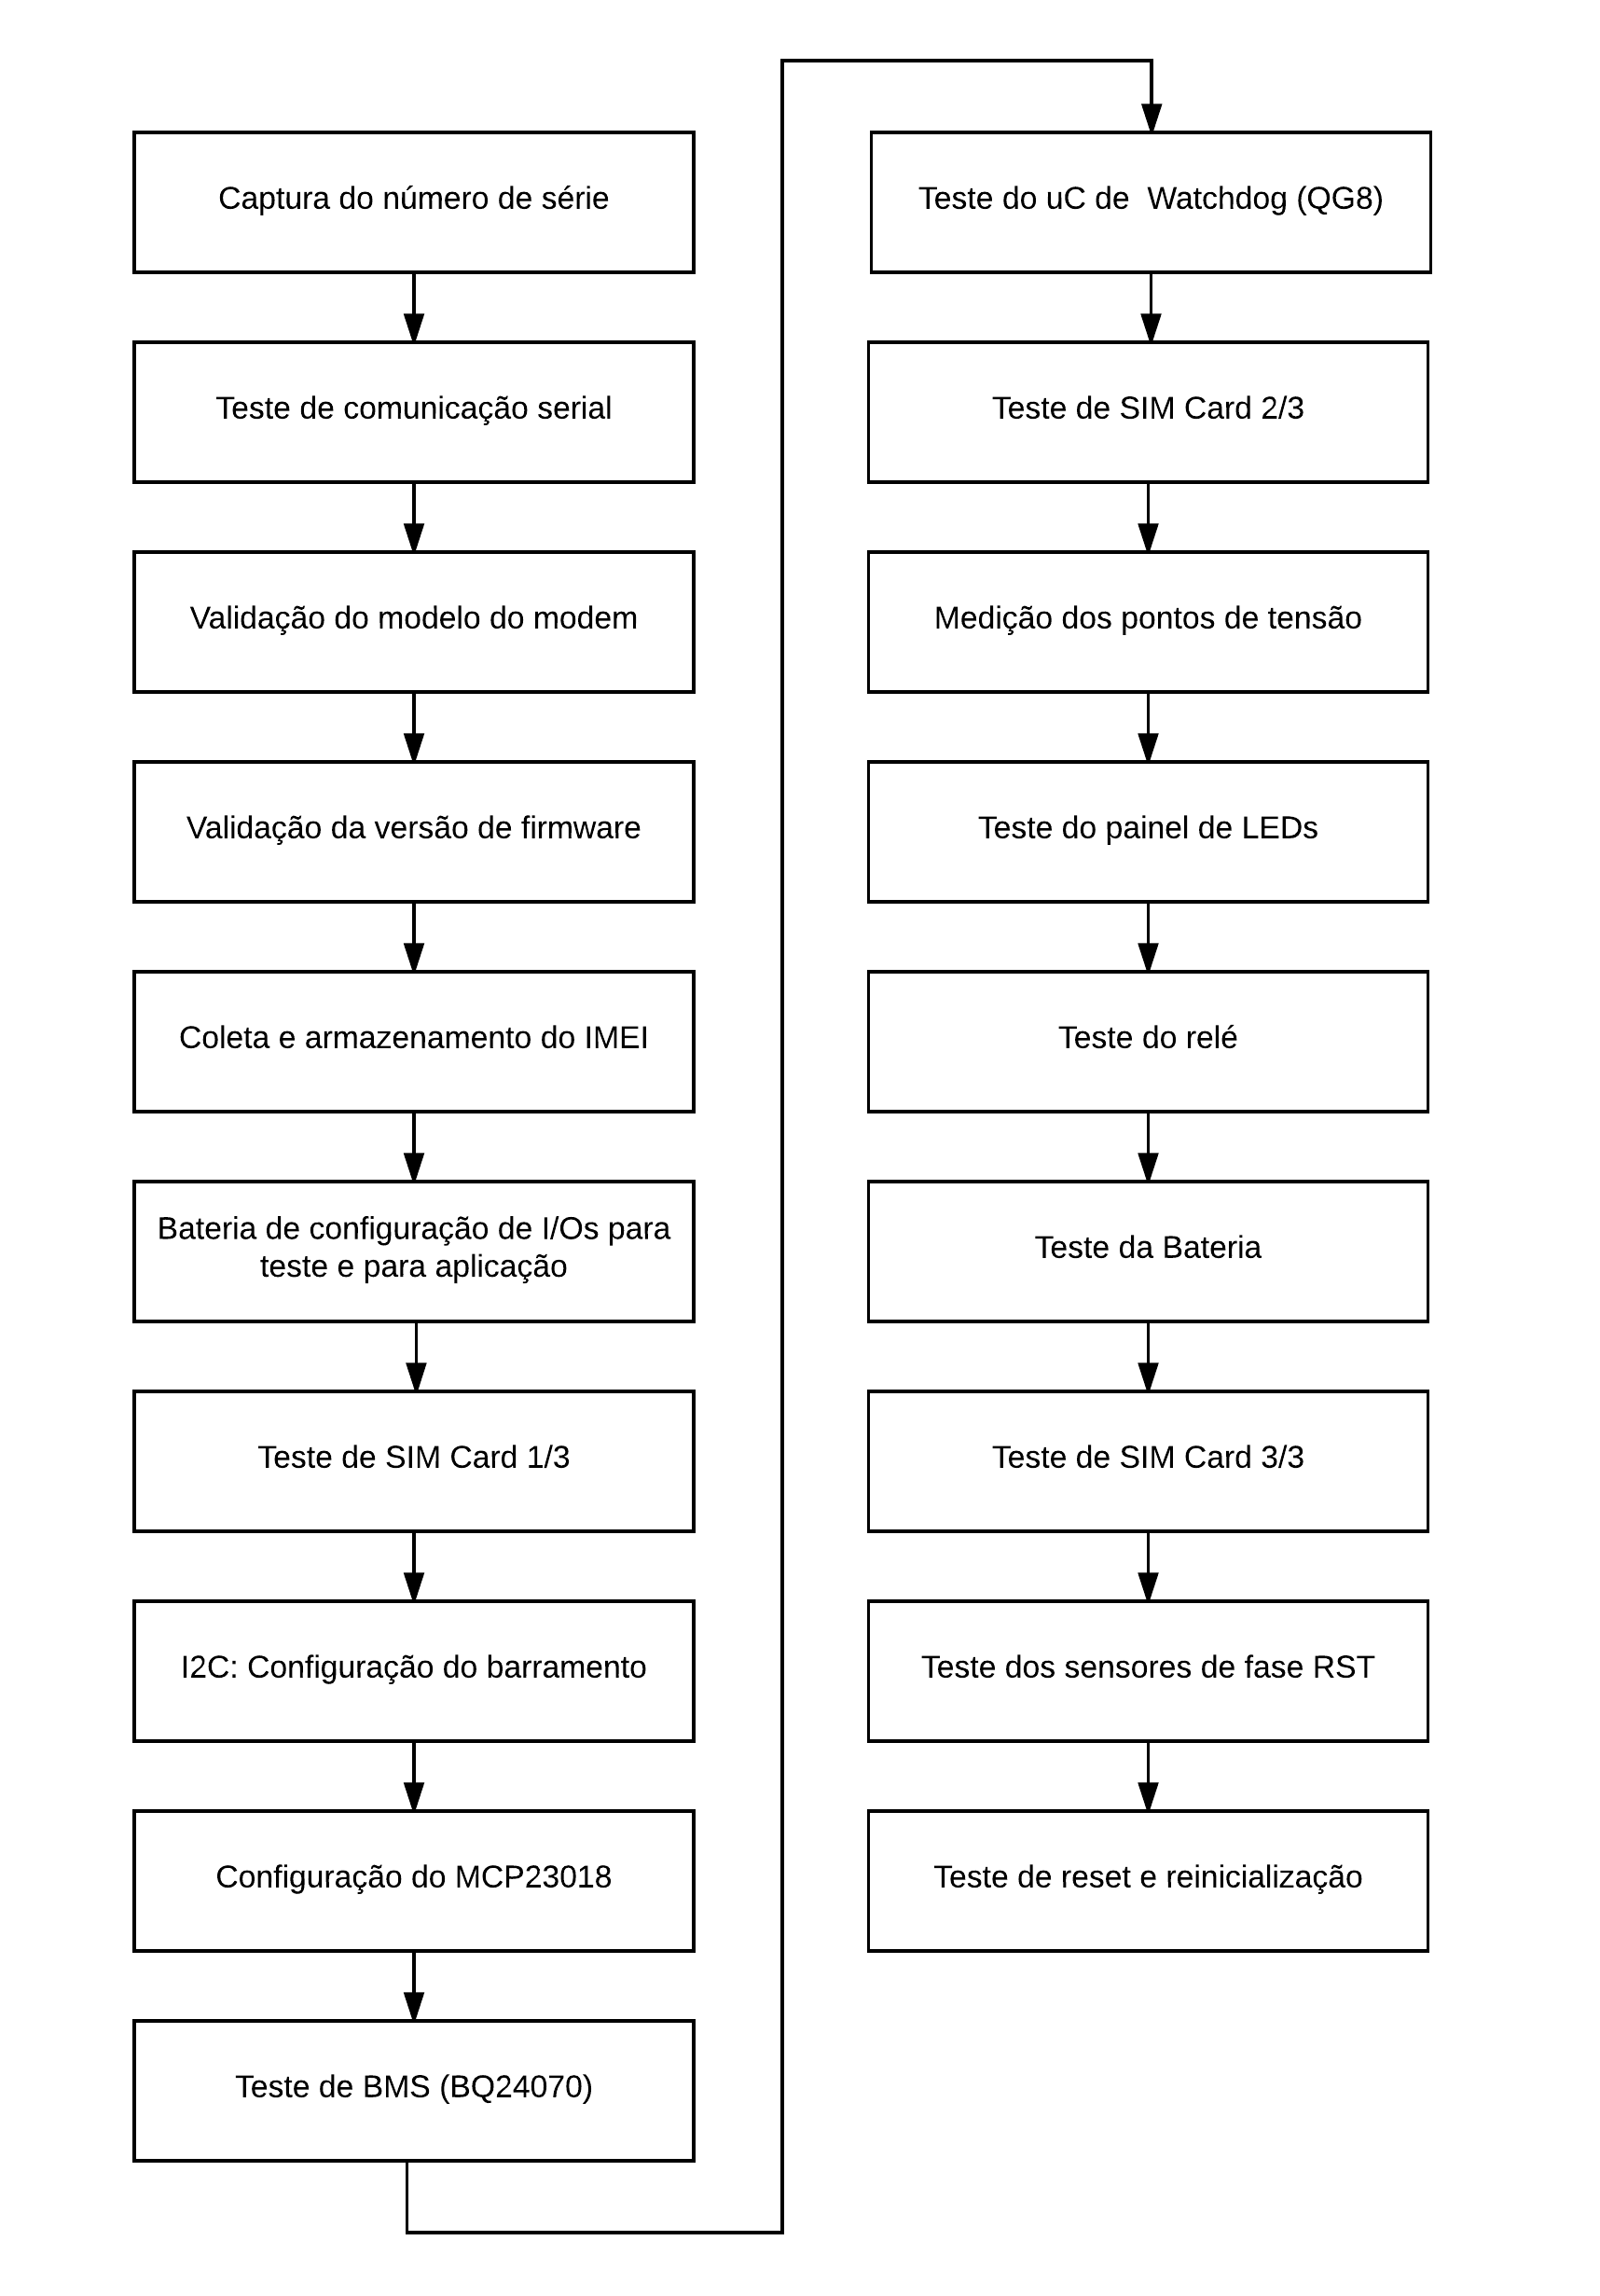 Captura do número de série
Teste de comunicação serial
Validação do modelo do modem
Validação da versão de firmware
Coleta e armazenamento do IMEI
Bateria de configuração de I/Os para
teste e para aplicação
Teste de SIM Card 1/3
I2C: Configuração do barramento
Configuração do MCP23018
Teste de BMS (BQ24070)
Teste do uC de  Watchdog (QG8)
Teste de SIM Card 2/3
Medição dos pontos de tensão
Teste do painel de LEDs
Teste do relé
Teste da Bateria
Teste de SIM Card 3/3
Teste dos sensores de fase RST
Teste de reset e reinicialização